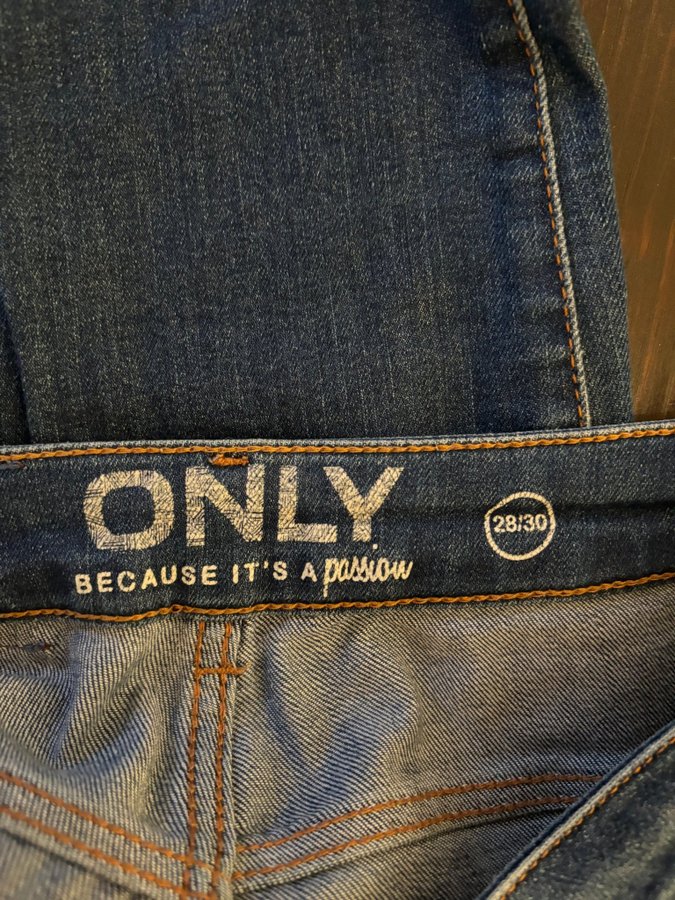 ONLY
28/30
BECAUSE IT'S A passion